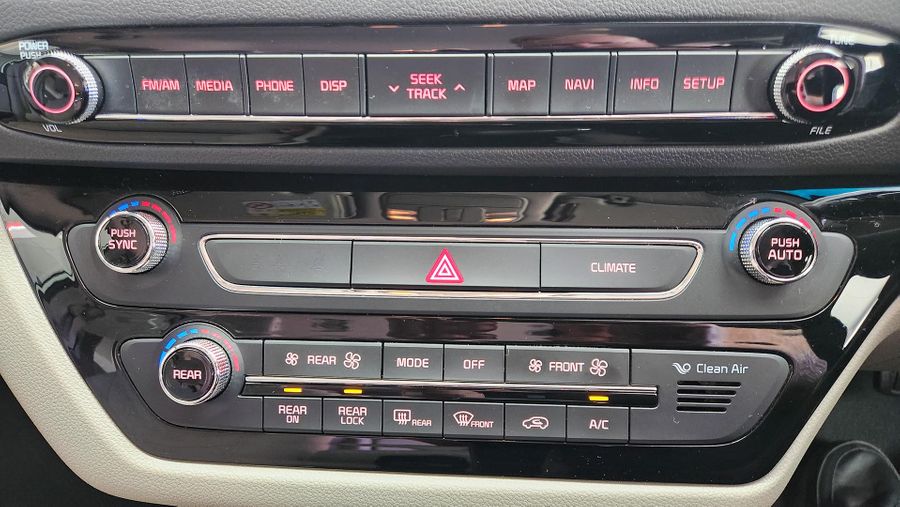 POWER
PUSH
VOL
FM/AM
MEDIA
PHONE
DISP
SEEK
TRACK
MAP
NAVI
INFO
SETUP
TUNE
FILE
PUSH
SYNC
CLIMATE
PUSH
AUTO
REAR
REAR
MODE
OFF
FRONT
Clean Air
REAR
ON
REAR
LOCK
REAR
FRONT
A/C